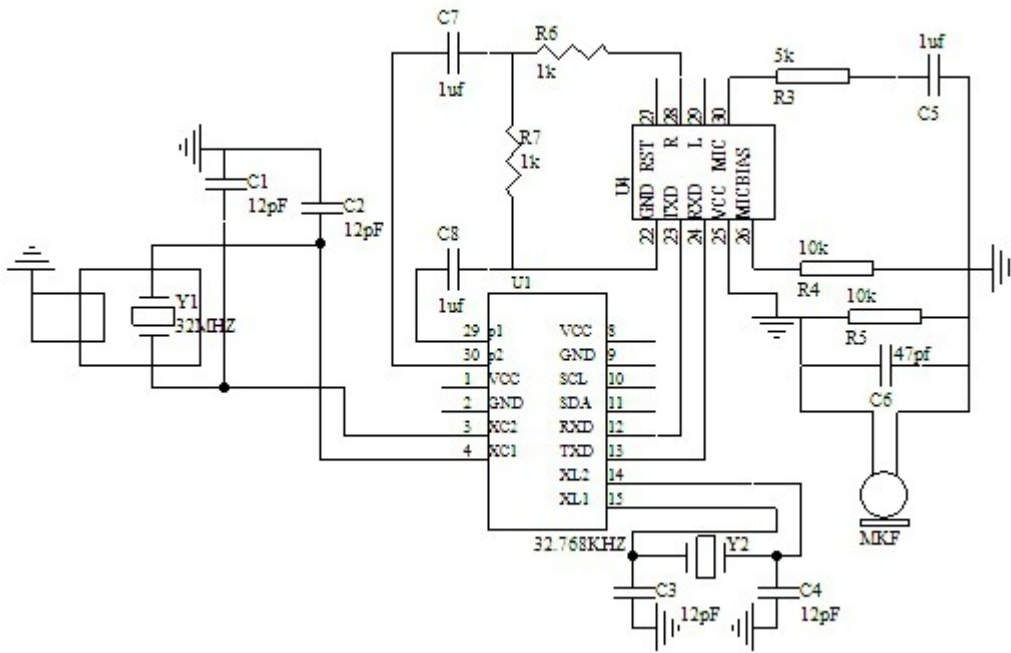 C7
1uf
R6
1k
R7
1k
C8
1uf
5k
R3
1uf
C5
27 28 29 30
RST R L MIC
U4
GND TXD RXD VCC MICBIAS
22 23 24 25 26
C1
12pF
C2
12pF
Y1
32MHZ
10k
R4
10k
R5
47pf
C6
MKF
U1
29 p1 VCC 8
30 p2 GND 9
1 VCC SCL 10
2 GND SDA 11
3 XC2 RXD 12
4 XC1 TXD 13
XL2 14
XL1 15
32.768KHZ
Y2
C3
12pF
C4
12pF